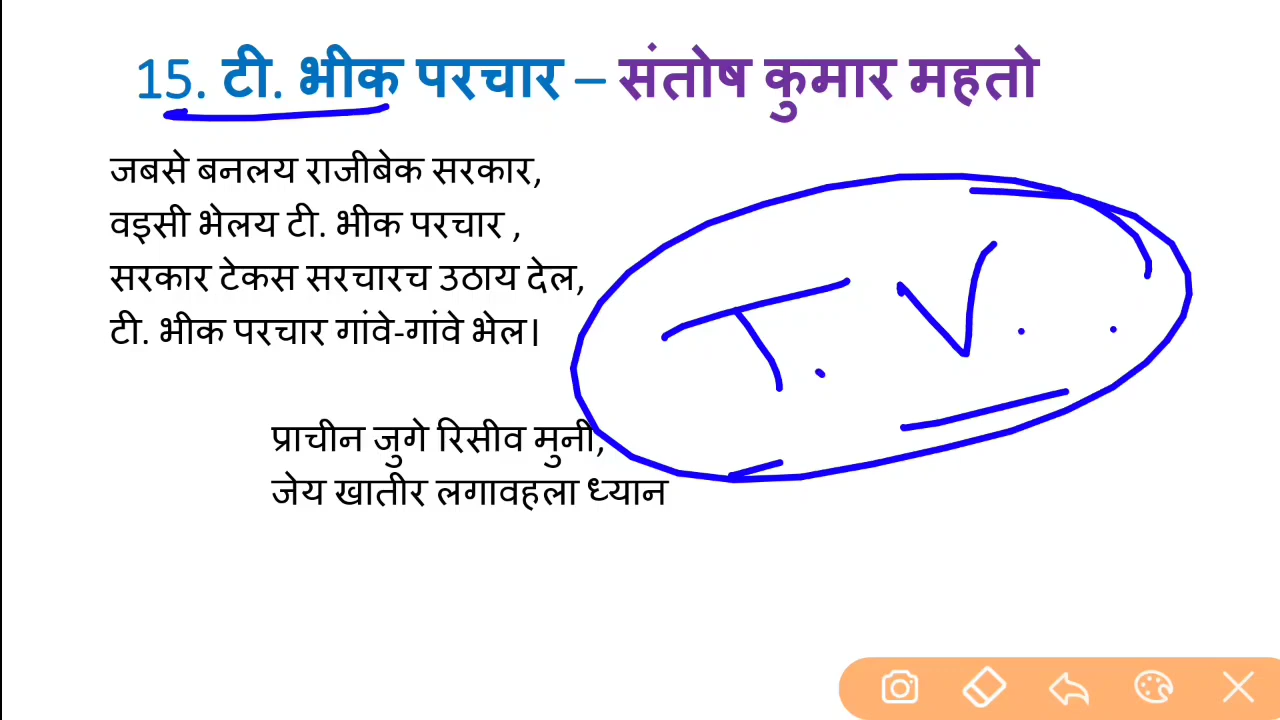 15. टी. भीक परचार – संतोष कुमार महतो
जबसे बनलय राजीबेक सरकार,
वइसी भेलय टी. भीक परचार ,
सरकार टेकस सरचारच उठाय देल,
टी. भीक परचार गांवे-गांवे भेल।
T. V.
प्राचीन जुगे रिसीव मुनी,
जेय खातीर लगावहला ध्यान